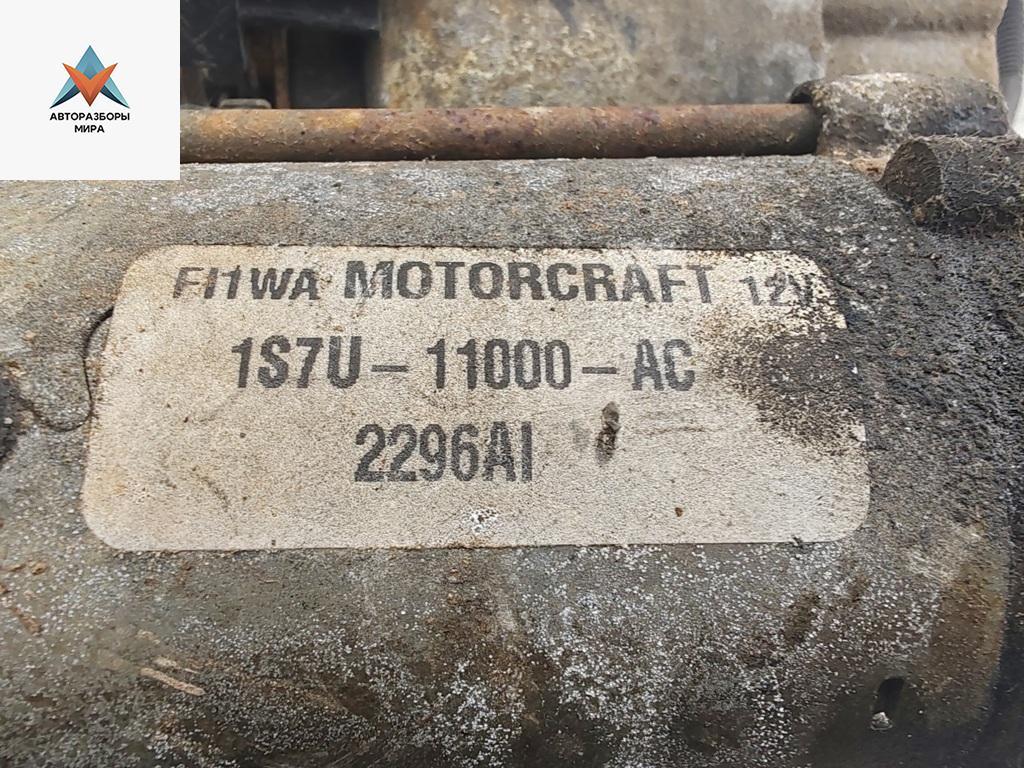 АВТОРАЗБОРЫ
МИРА
FI1WA MOTORCRAFT 12V
1S7U-11000-AC
2296AI